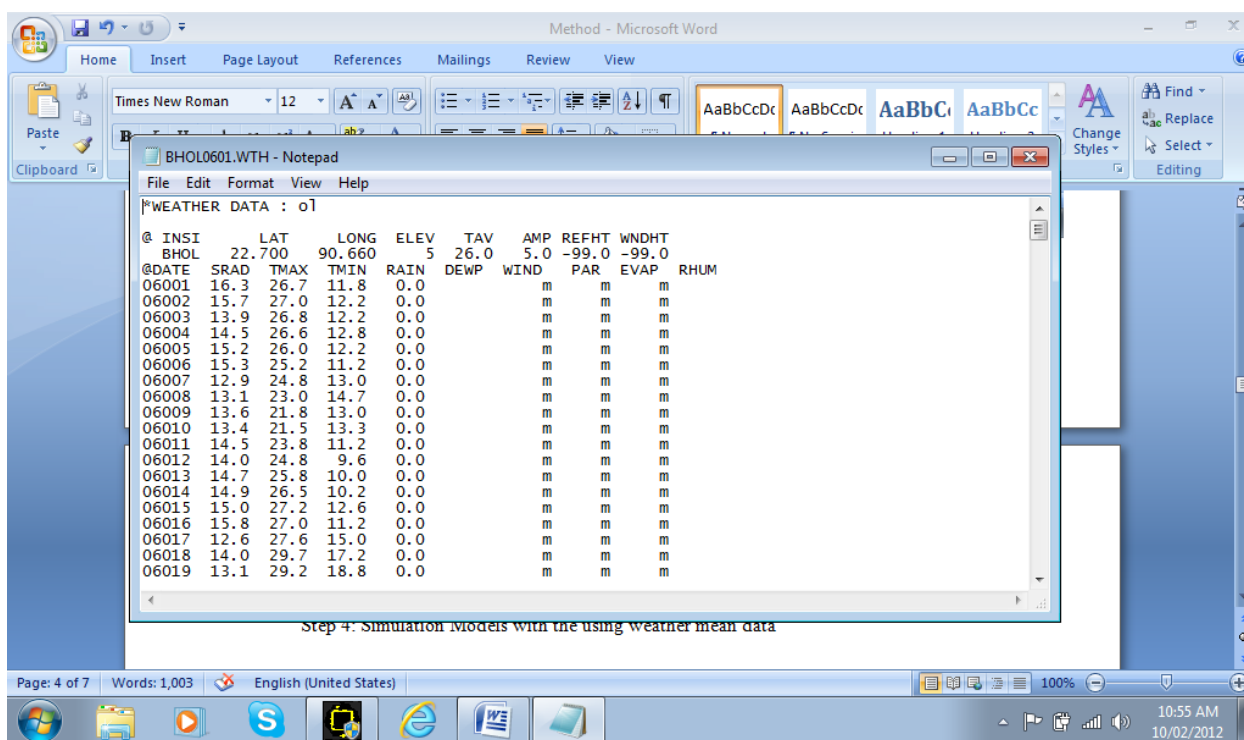 Method - Microsoft Word
Home Insert Page Layout References Mailings Review View
Times New Roman 12
AaBbCcDc AaBbCcDc AaBbC AaBbCc
Paste
Change Styles
Find
Replace
Select
Clipboard
Editing
BHOL0601.WTH - Notepad
File Edit Format View Help
*WEATHER DATA : ol
@ INSI LAT LONG ELEV TAV AMP REFHT WNDHT
BHOL 22.700 90.660 5 26.0 5.0 -99.0 -99.0
@DATE SRAD TMAX TMIN RAIN DEWP WIND PAR EVAP RHUM
06001 16.3 26.7 11.8 0.0 m m m
06002 15.7 27.0 12.2 0.0 m m m
06003 13.9 26.8 12.2 0.0 m m m
06004 14.5 26.6 12.8 0.0 m m m
06005 15.2 26.0 12.2 0.0 m m m
06006 15.3 25.2 11.2 0.0 m m m
06007 12.9 24.8 13.0 0.0 m m m
06008 13.1 23.0 14.7 0.0 m m m
06009 13.6 21.8 13.0 0.0 m m m
06010 13.4 21.5 13.3 0.0 m m m
06011 14.5 23.8 11.2 0.0 m m m
06012 14.0 24.8 9.6 0.0 m m m
06013 14.7 25.8 10.0 0.0 m m m
06014 14.9 26.5 10.2 0.0 m m m
06015 15.0 27.2 12.6 0.0 m m m
06016 15.8 27.0 11.2 0.0 m m m
06017 12.6 27.6 15.0 0.0 m m m
06018 14.0 29.7 17.2 0.0 m m m
06019 13.1 29.2 18.8 0.0 m m m
Step 4: Simulation Models with the using weather mean data
Page: 4 of 7 Words: 1,003 English (United States) 100%
10:55 AM
10/02/2012